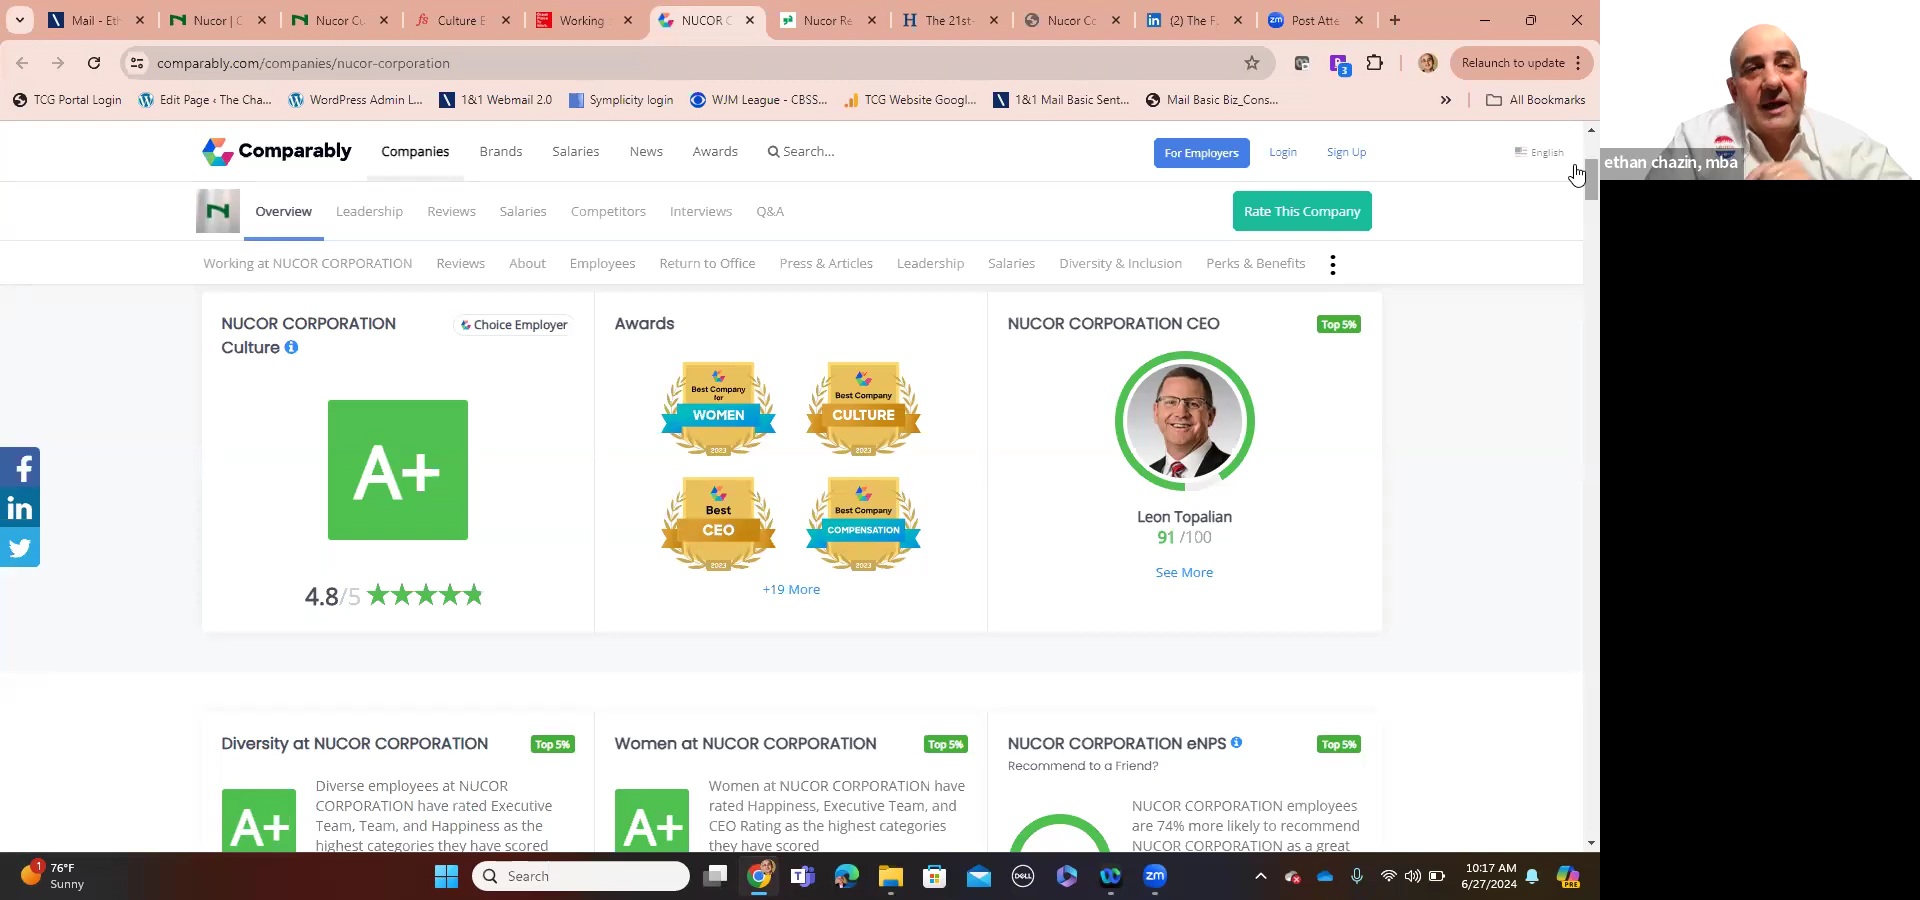 Mail - Eth
Nucor | C
Nucor Cu
Culture E
Working
NUCOR C
Nucor Re
The 21st-
Nucor Co
(2) The F
Post Atte
comparably.com/companies/nucor-corporation
3
Relaunch to update
TCG Portal Login
Edit Page ‹ The Cha...
WordPress Admin L...
1&1 Webmail 2.0
Symplicity login
WJM League - CBSS...
TCG Website Googl...
1&1 Mail Basic Sent...
Mail Basic Biz_Cons...
All Bookmarks
Comparably
Companies
Brands
Salaries
News
Awards
Search...
For Employers
Login
Sign Up
English
ethan chazin, mba
Overview
Leadership
Reviews
Salaries
Competitors
Interviews
Q&A
Rate This Company
Working at NUCOR CORPORATION
Reviews
About
Employees
Return to Office
Press & Articles
Leadership
Salaries
Diversity & Inclusion
Perks & Benefits
NUCOR CORPORATION
Culture
Choice Employer
A+
4.8/5
Awards
Best Company
for
WOMEN
2023
Best Company
CULTURE
2023
Best
CEO
2023
Best Company
COMPENSATION
2023
+19 More
NUCOR CORPORATION CEO
Top 5%
Leon Topalian
91 /100
See More
Diversity at NUCOR CORPORATION
Top 5%
A+
Diverse employees at NUCOR
CORPORATION have rated Executive
Team, Team, and Happiness as the
highest categories they have scored
Women at NUCOR CORPORATION
Top 5%
A+
Women at NUCOR CORPORATION have
rated Happiness, Executive Team, and
CEO Rating as the highest categories
they have scored
NUCOR CORPORATION eNPS
Top 5%
Recommend to a Friend?
NUCOR CORPORATION employees
are 74% more likely to recommend
NUCOR CORPORATION as a great
1
76°F
Sunny
Search
DELL
zm
PRE
10:17 AM
6/27/2024